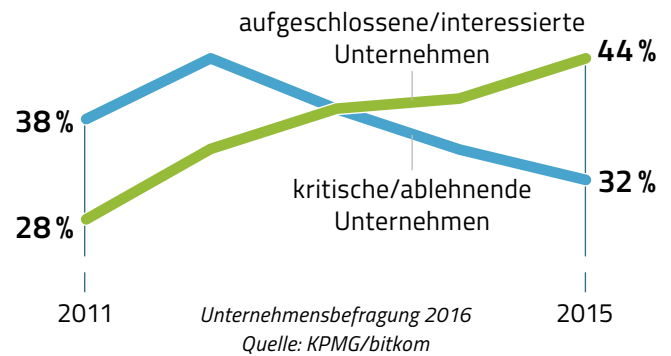 aufgeschlossene/interessierte
Unternehmen
44 %
38 %
kritische/ablehnende
Unternehmen
32 %
28 %
2011
Unternehmensbefragung 2016
2015
Quelle: KPMG/bitkom